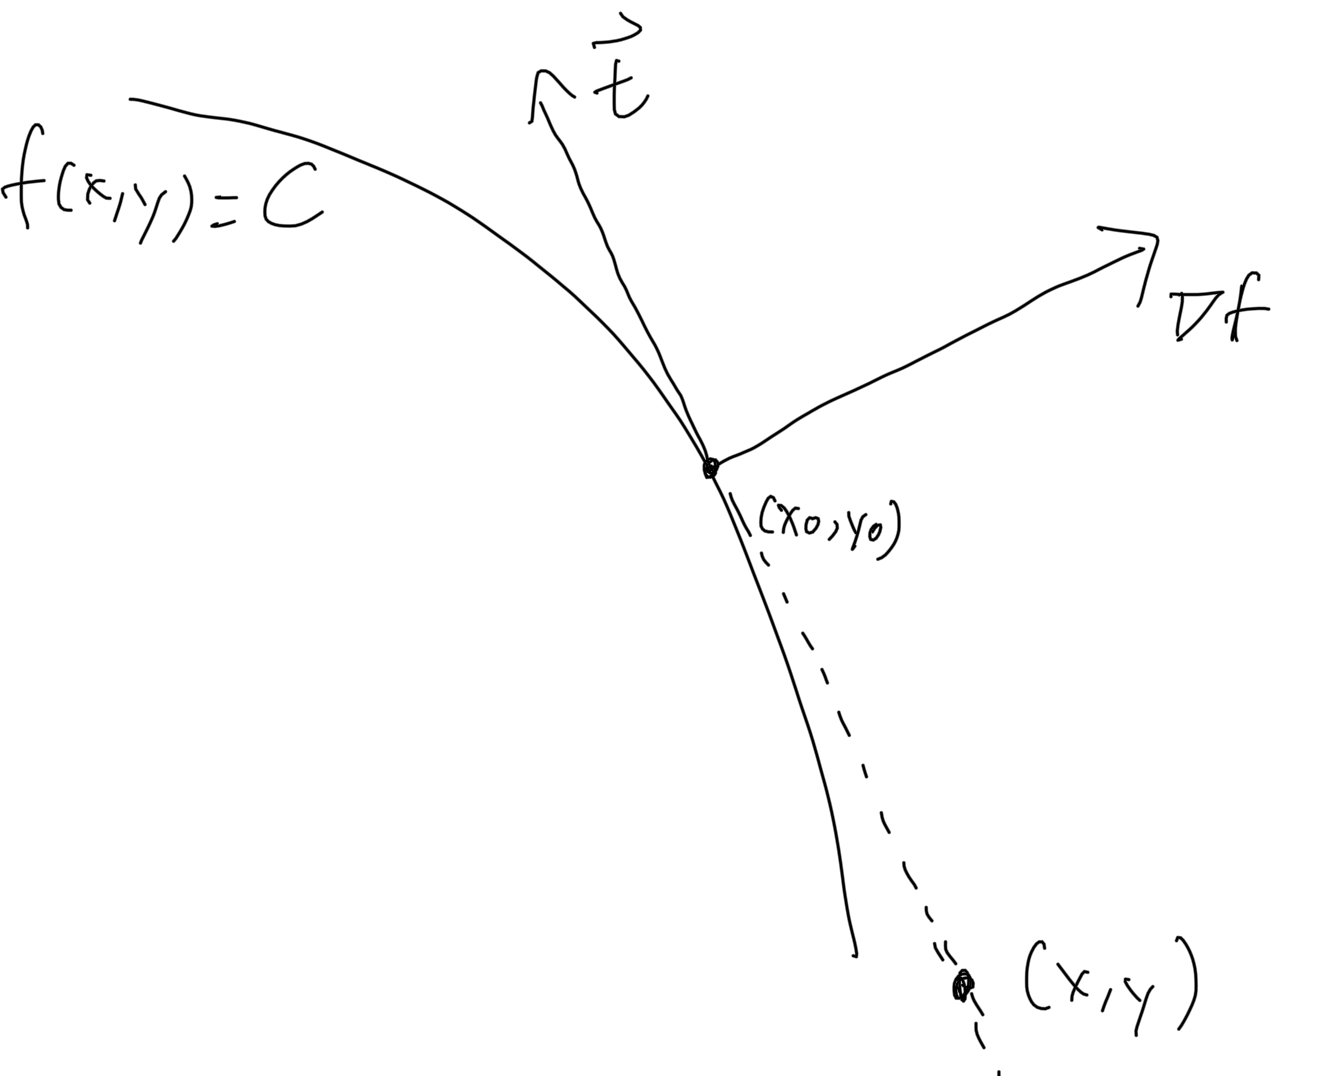 t⃗
f(x,y)=C
∇f
(x₀,y₀)
(x,y)